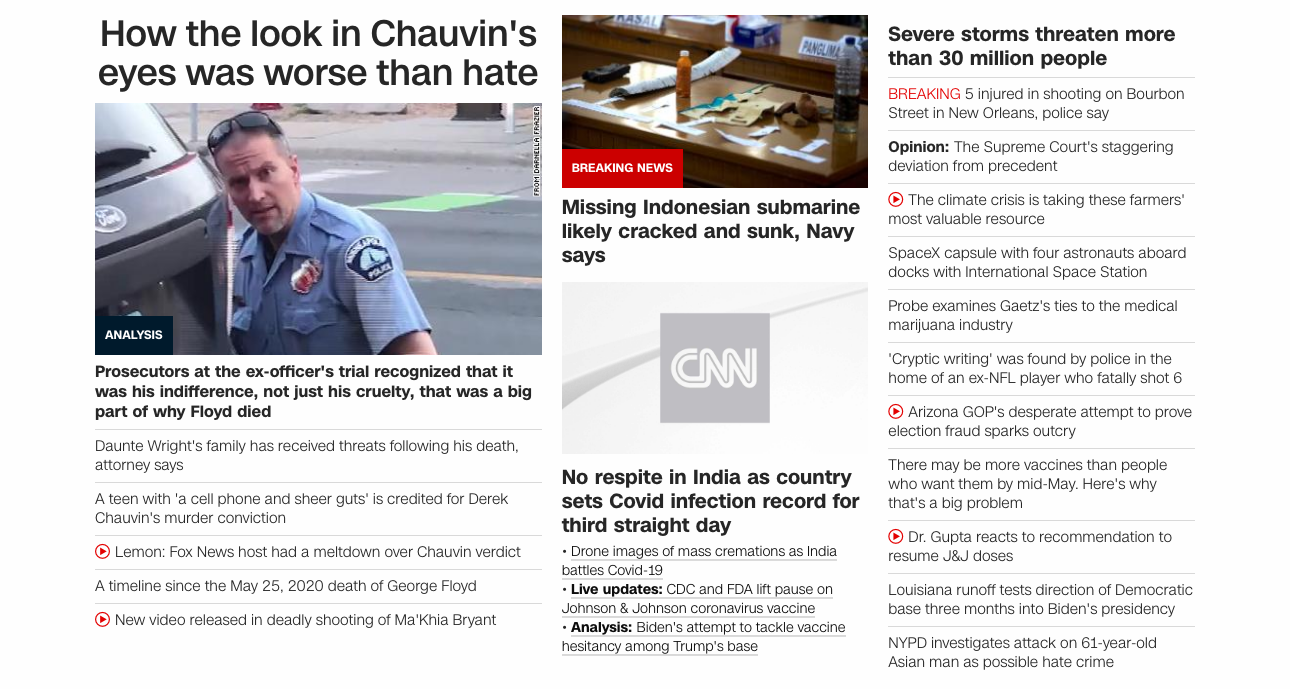 How the look in Chauvin's
eyes was worse than hate
FROM DARNELLA FRAZIER
Ford
MINNEAPOLIS
POLICE
ANALYSIS
Prosecutors at the ex-officer's trial recognized that it
was his indifference, not just his cruelty, that was a big
part of why Floyd died
Daunte Wright's family has received threats following his death,
attorney says
A teen with 'a cell phone and sheer guts' is credited for Derek
Chauvin's murder conviction
Lemon: Fox News host had a meltdown over Chauvin verdict
A timeline since the May 25, 2020 death of George Floyd
New video released in deadly shooting of Ma'Khia Bryant
KASAL
PANGLIMA
BREAKING NEWS
Missing Indonesian submarine
likely cracked and sunk, Navy
says
CNN
No respite in India as country
sets Covid infection record for
third straight day
• Drone images of mass cremations as India
battles Covid-19
• Live updates: CDC and FDA lift pause on
Johnson & Johnson coronavirus vaccine
• Analysis: Biden's attempt to tackle vaccine
hesitancy among Trump's base
Severe storms threaten more
than 30 million people
BREAKING 5 injured in shooting on Bourbon
Street in New Orleans, police say
Opinion: The Supreme Court's staggering
deviation from precedent
The climate crisis is taking these farmers'
most valuable resource
SpaceX capsule with four astronauts aboard
docks with International Space Station
Probe examines Gaetz's ties to the medical
marijuana industry
'Cryptic writing' was found by police in the
home of an ex-NFL player who fatally shot 6
Arizona GOP's desperate attempt to prove
election fraud sparks outcry
There may be more vaccines than people
who want them by mid-May. Here's why
that's a big problem
Dr. Gupta reacts to recommendation to
resume J&J doses
Louisiana runoff tests direction of Democratic
base three months into Biden's presidency
NYPD investigates attack on 61-year-old
Asian man as possible hate crime